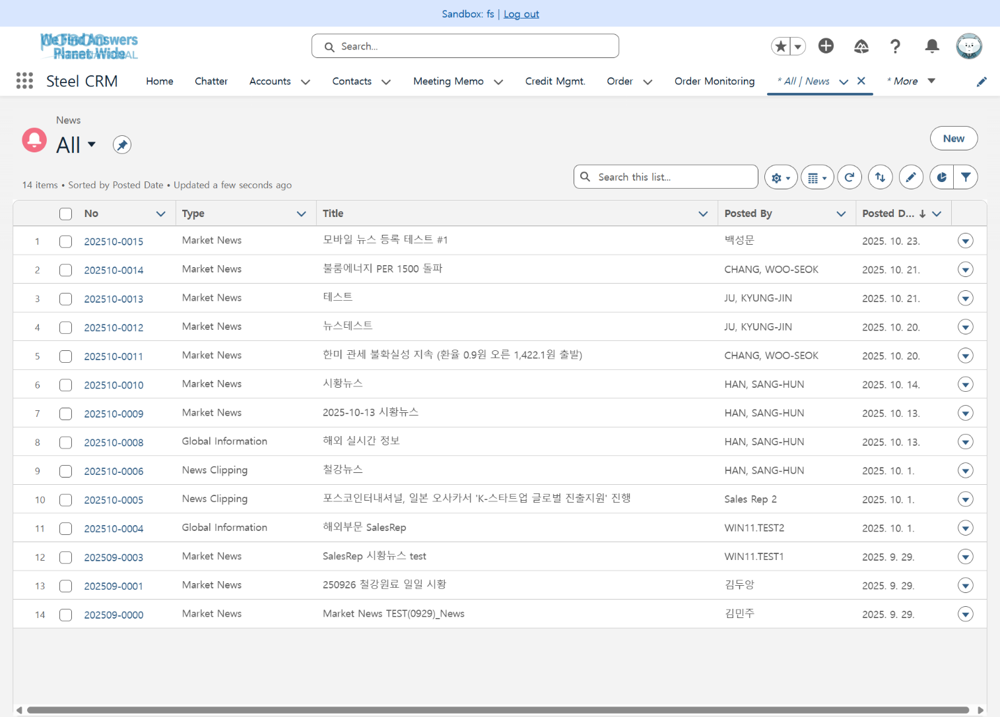 Sandbox: fs | Log out
We Find Answers
Planet Wide
Search...
Steel CRM
Home
Chatter
Accounts
Contacts
Meeting Memo
Credit Mgmt.
Order
Order Monitoring
* All | News
* More
News
All
New
14 items • Sorted by Posted Date • Updated a few seconds ago
Search this list...
No Type Title Posted By Posted D...
1 202510-0015 Market News 모바일 뉴스 등록 테스트 #1 백성문 2025. 10. 23.
2 202510-0014 Market News 불룸에너지 PER 1500 돌파 CHANG, WOO-SEOK 2025. 10. 21.
3 202510-0013 Market News 테스트 JU, KYUNG-JIN 2025. 10. 21.
4 202510-0012 Market News 뉴스테스트 JU, KYUNG-JIN 2025. 10. 20.
5 202510-0011 Market News 한미 관세 불확실성 지속 (환율 0.9원 오른 1,422.1원 출발) CHANG, WOO-SEOK 2025. 10. 20.
6 202510-0010 Market News 시황뉴스 HAN, SANG-HUN 2025. 10. 14.
7 202510-0009 Market News 2025-10-13 시황뉴스 HAN, SANG-HUN 2025. 10. 13.
8 202510-0008 Global Information 해외 실시간 정보 HAN, SANG-HUN 2025. 10. 13.
9 202510-0006 News Clipping 철강뉴스 HAN, SANG-HUN 2025. 10. 1.
10 202510-0005 News Clipping 포스코인터내셔널, 일본 오사카서 'K-스타트업 글로벌 진출지원' 진행 Sales Rep 2 2025. 10. 1.
11 202510-0004 Global Information 해외부문 SalesRep WIN11.TEST2 2025. 10. 1.
12 202509-0003 Market News SalesRep 시황뉴스 test WIN11.TEST1 2025. 9. 29.
13 202509-0001 Market News 250926 철강원료 일일 시황 김두앙 2025. 9. 29.
14 202509-0000 Market News Market News TEST(0929)_News 김민주 2025. 9. 29.